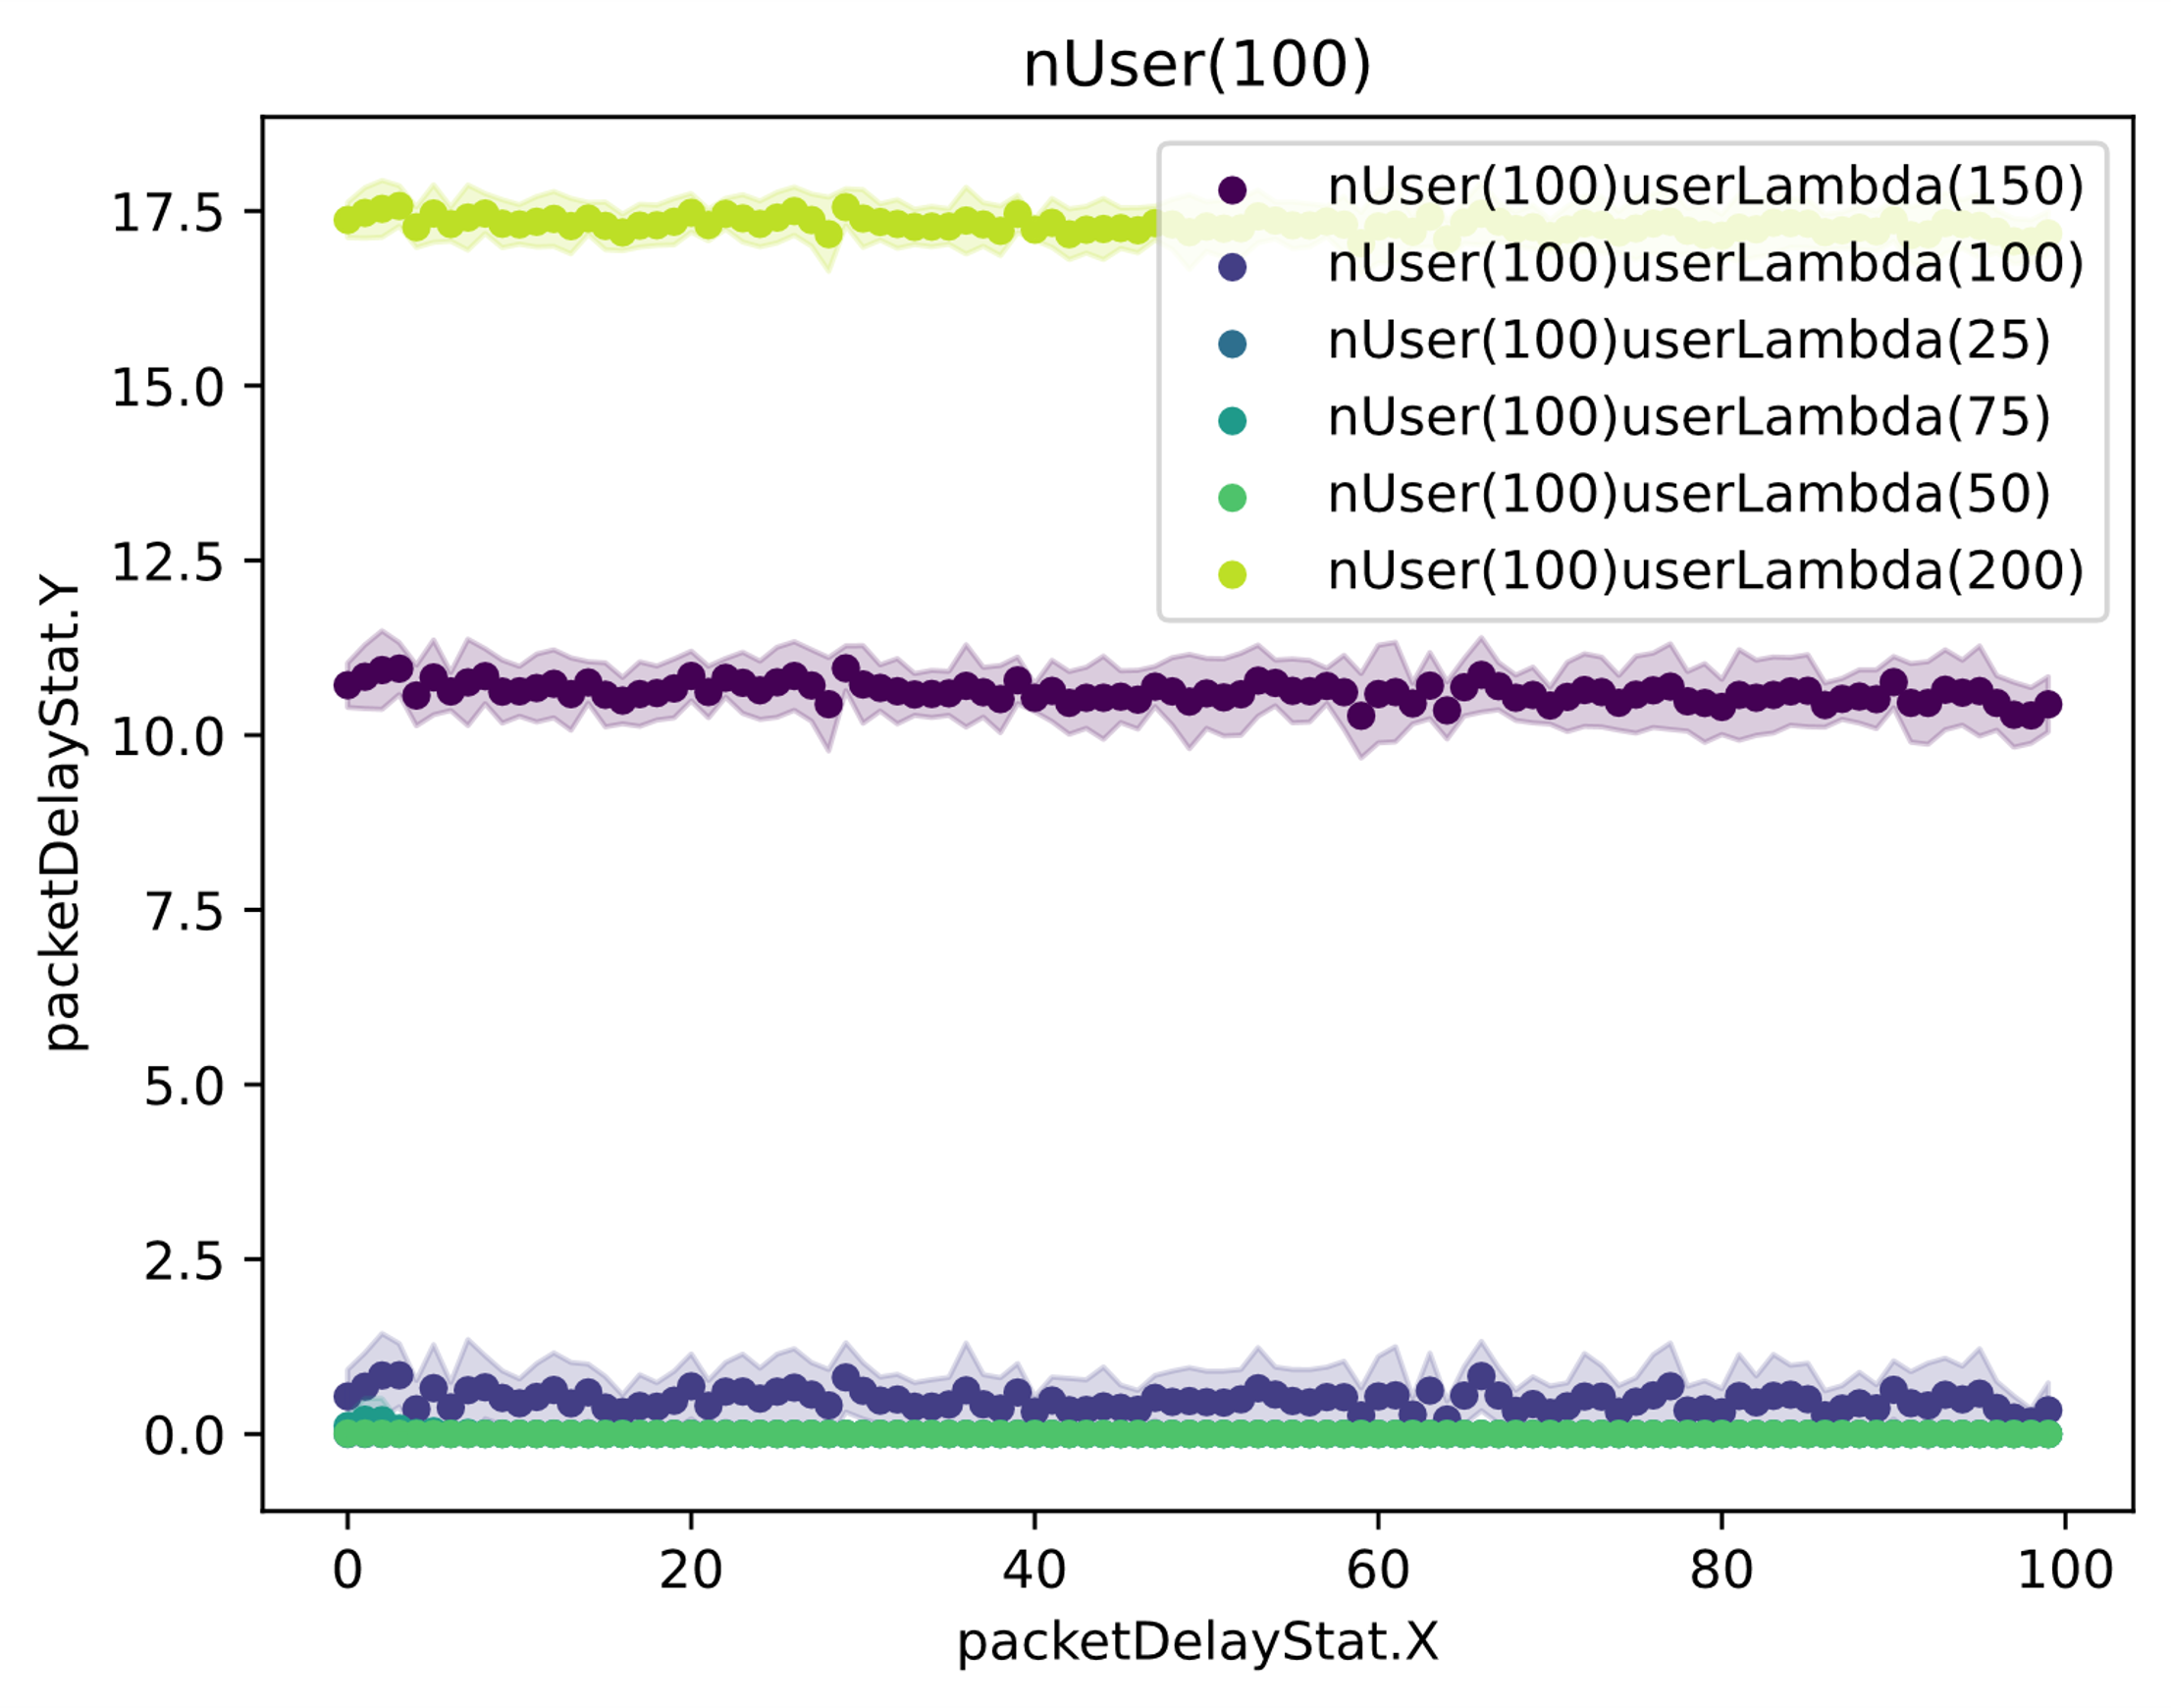 nUser(100)
17.5
15.0
12.5
10.0
7.5
5.0
2.5
0.0
packetDelayStat.Y
nUser(100)userLambda(150)
nUser(100)userLambda(100)
nUser(100)userLambda(25)
nUser(100)userLambda(75)
nUser(100)userLambda(50)
nUser(100)userLambda(200)
0 20 40 60 80 100
packetDelayStat.X